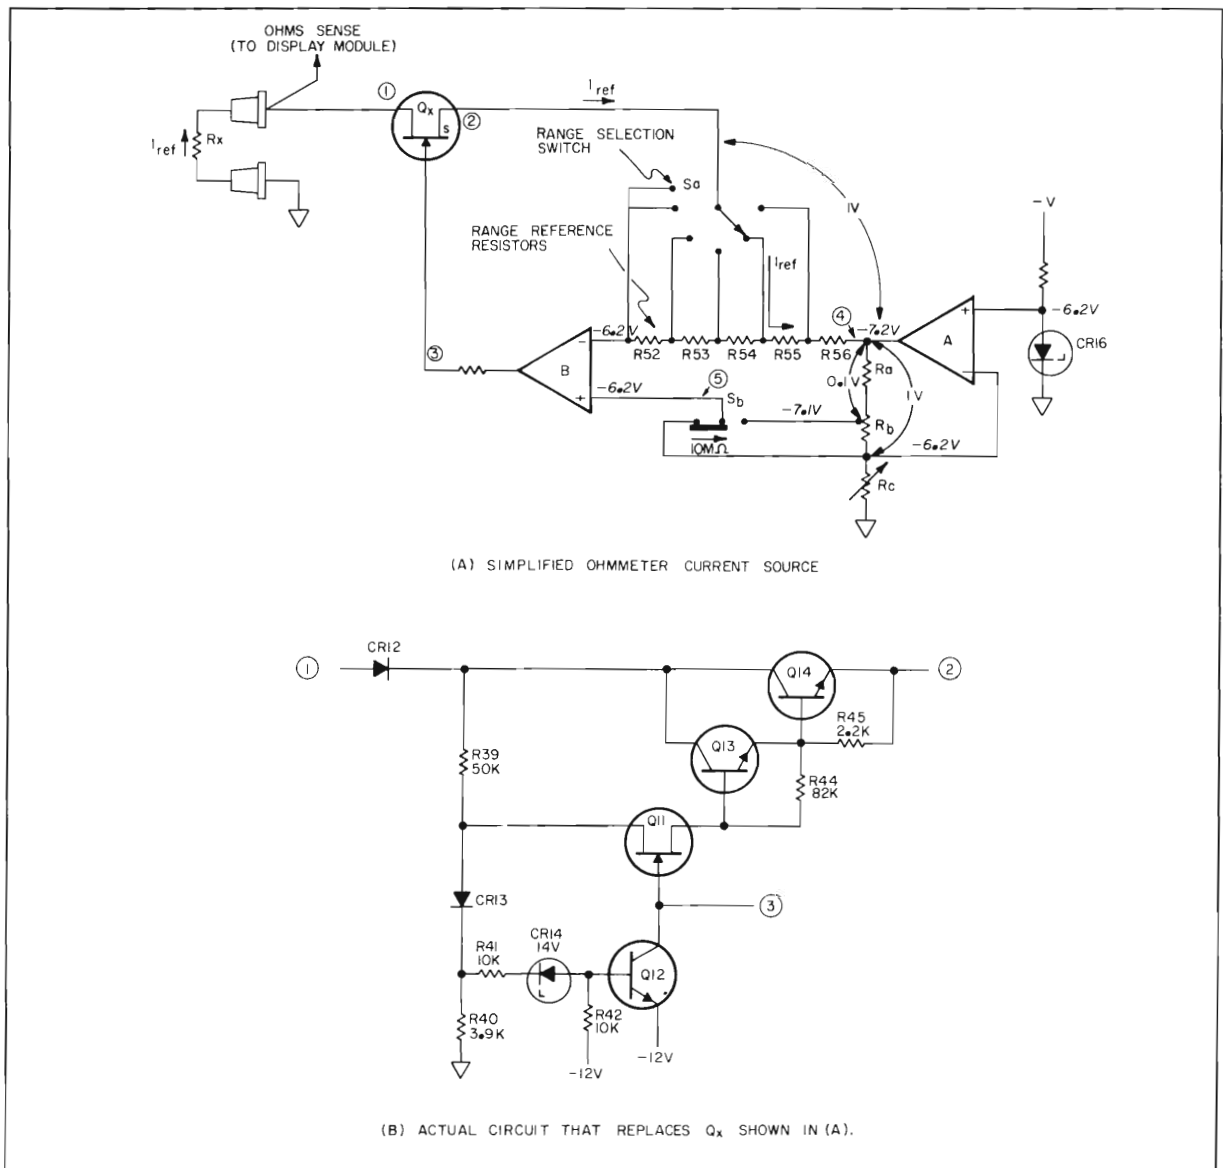 OHMS SENSE
(TO DISPLAY MODULE)
1
Qx
S
2
Iref
Iref
Rx
RANGE SELECTION
SWITCH
Sa
1V
-V
RANGE REFERENCE
RESISTORS
Iref
4
-6.2V
-7.2V
+
-6.2V
CR16
A
-
3
-6.2V
-
R52
R53
R54
R55
R56
Ra
B
0.1V
1V
+
-6.2V
5
Sb
-7.1V
Rb
10MΩ
-6.2V
Rc
(A) SIMPLIFIED OHMMETER CURRENT SOURCE
CR12
1
Q14
2
R45
2.2K
R39
50K
Q13
R44
82K
Q11
CR13
3
CR14
14V
R41
10K
Q12
R40
3.9K
R42
10K
-12V
-12V
(B) ACTUAL CIRCUIT THAT REPLACES Qx SHOWN IN (A).